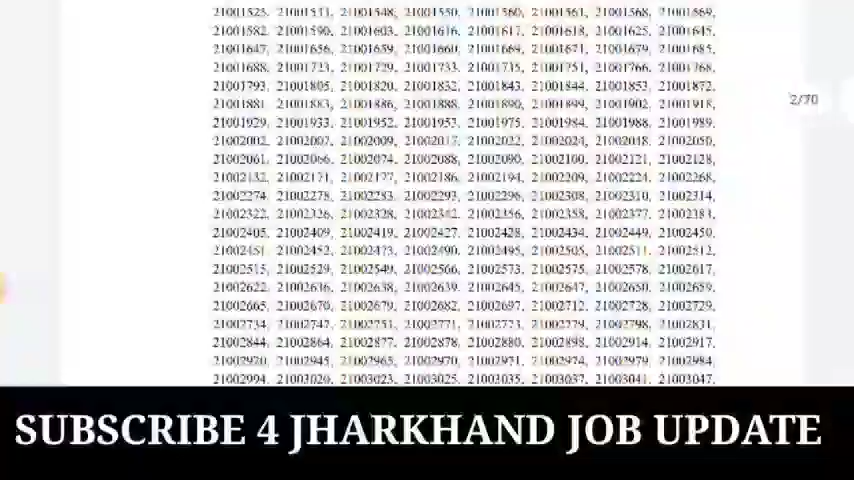 21001525, 21001533, 21001548, 21001550, 21001560, 21001561, 21001568, 21001569,
21001582, 21001590, 21001603, 21001616, 21001617, 21001618, 21001625, 21001645,
21001647, 21001656, 21001659, 21001660, 21001669, 21001671, 21001679, 21001685,
21001688, 21001723, 21001729, 21001733, 21001735, 21001751, 21001766, 21001768,
21001793, 21001805, 21001820, 21001832, 21001843, 21001844, 21001853, 21001872,
2/70
21001881, 21001883, 21001886, 21001888, 21001890, 21001899, 21001902, 21001918,
21001929, 21001933, 21001952, 21001957, 21001975, 21001984, 21001988, 21001989,
21002002, 21002007, 21002009, 21002017, 21002022, 21002024, 21002048, 21002050,
21002061, 21002066, 21002074, 21002088, 21002090, 21002100, 21002121, 21002128,
21002132, 21002171, 21002177, 21002186, 21002194, 21002209, 21002224, 21002268,
21002274, 21002278, 21002283, 21002293, 21002296, 21002308, 21002310, 21002314,
21002322, 21002326, 21002328, 21002342, 21002356, 21002358, 21002377, 21002383,
21002405, 21002409, 21002419, 21002427, 21002428, 21002434, 21002449, 21002450,
21002451, 21002452, 21002473, 21002490, 21002495, 21002505, 21002511, 21002512,
21002515, 21002529, 21002549, 21002566, 21002573, 21002575, 21002578, 21002617,
21002622, 21002636, 21002638, 21002639, 21002645, 21002647, 21002650, 21002659,
21002665, 21002670, 21002679, 21002682, 21002697, 21002712, 21002728, 21002729,
21002734, 21002747, 21002751, 21002771, 21002773, 21002779, 21002798, 21002831,
21002844, 21002864, 21002877, 21002878, 21002880, 21002898, 21002914, 21002917,
21002920, 21002945, 21002965, 21002970, 21002971, 21002974, 21002979, 21002984,
21002994, 21003020, 21003023, 21003025, 21003035, 21003037, 21003041, 21003047,
SUBSCRIBE 4 JHARKHAND JOB UPDATE